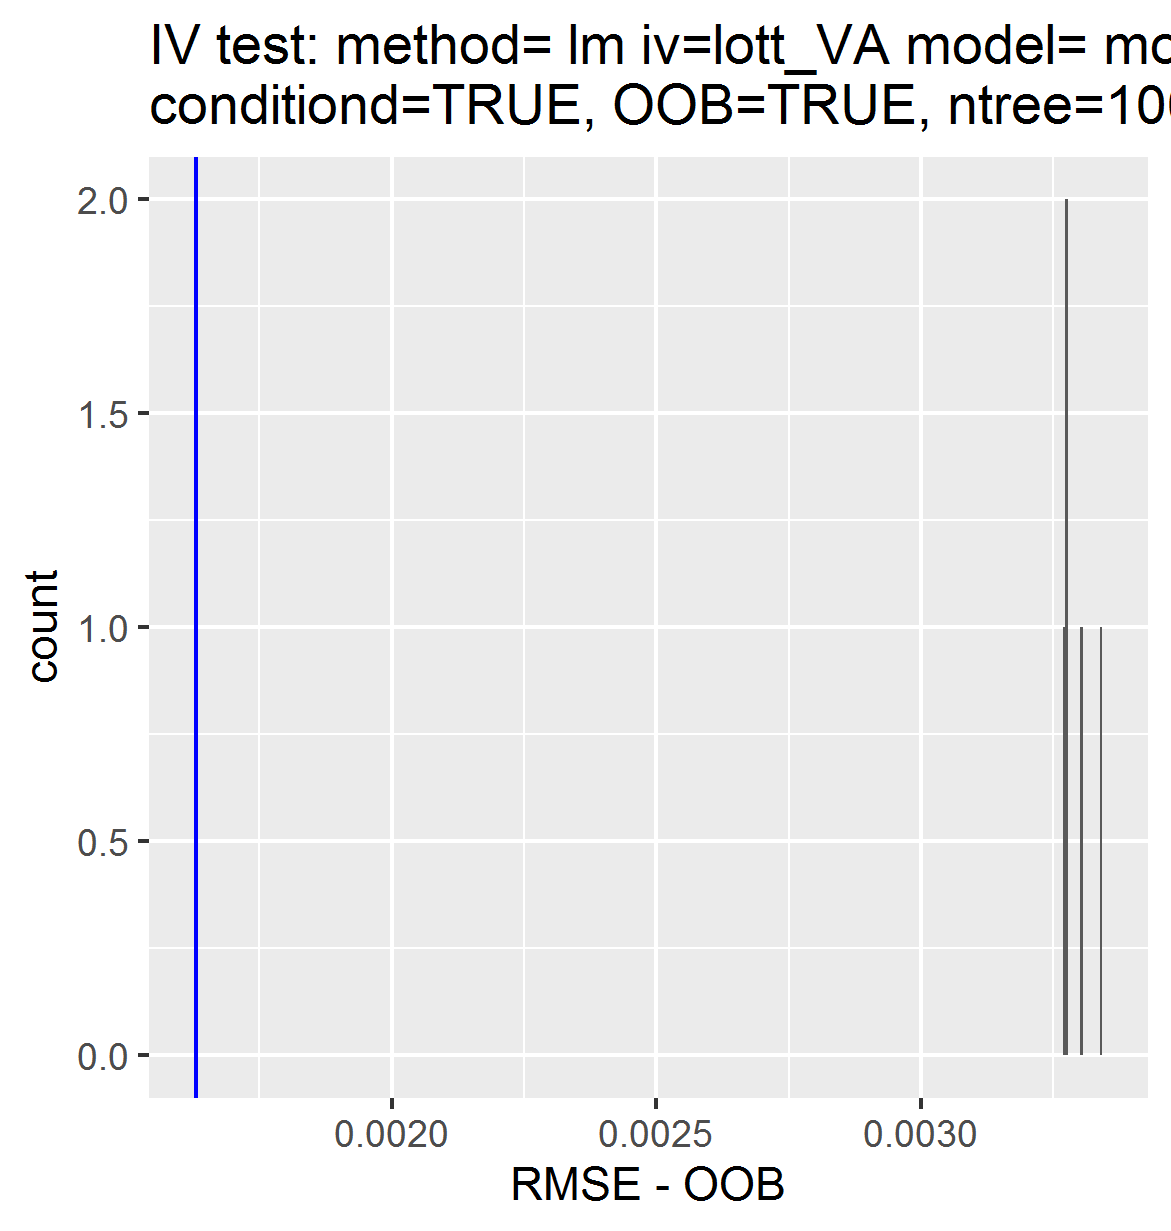 IV test: method= lm iv=lott_VA model= mo
conditiond=TRUE, OOB=TRUE, ntree=100
2.0
1.5
1.0
0.5
0.0
count
0.0020
0.0025
0.0030
RMSE - OOB